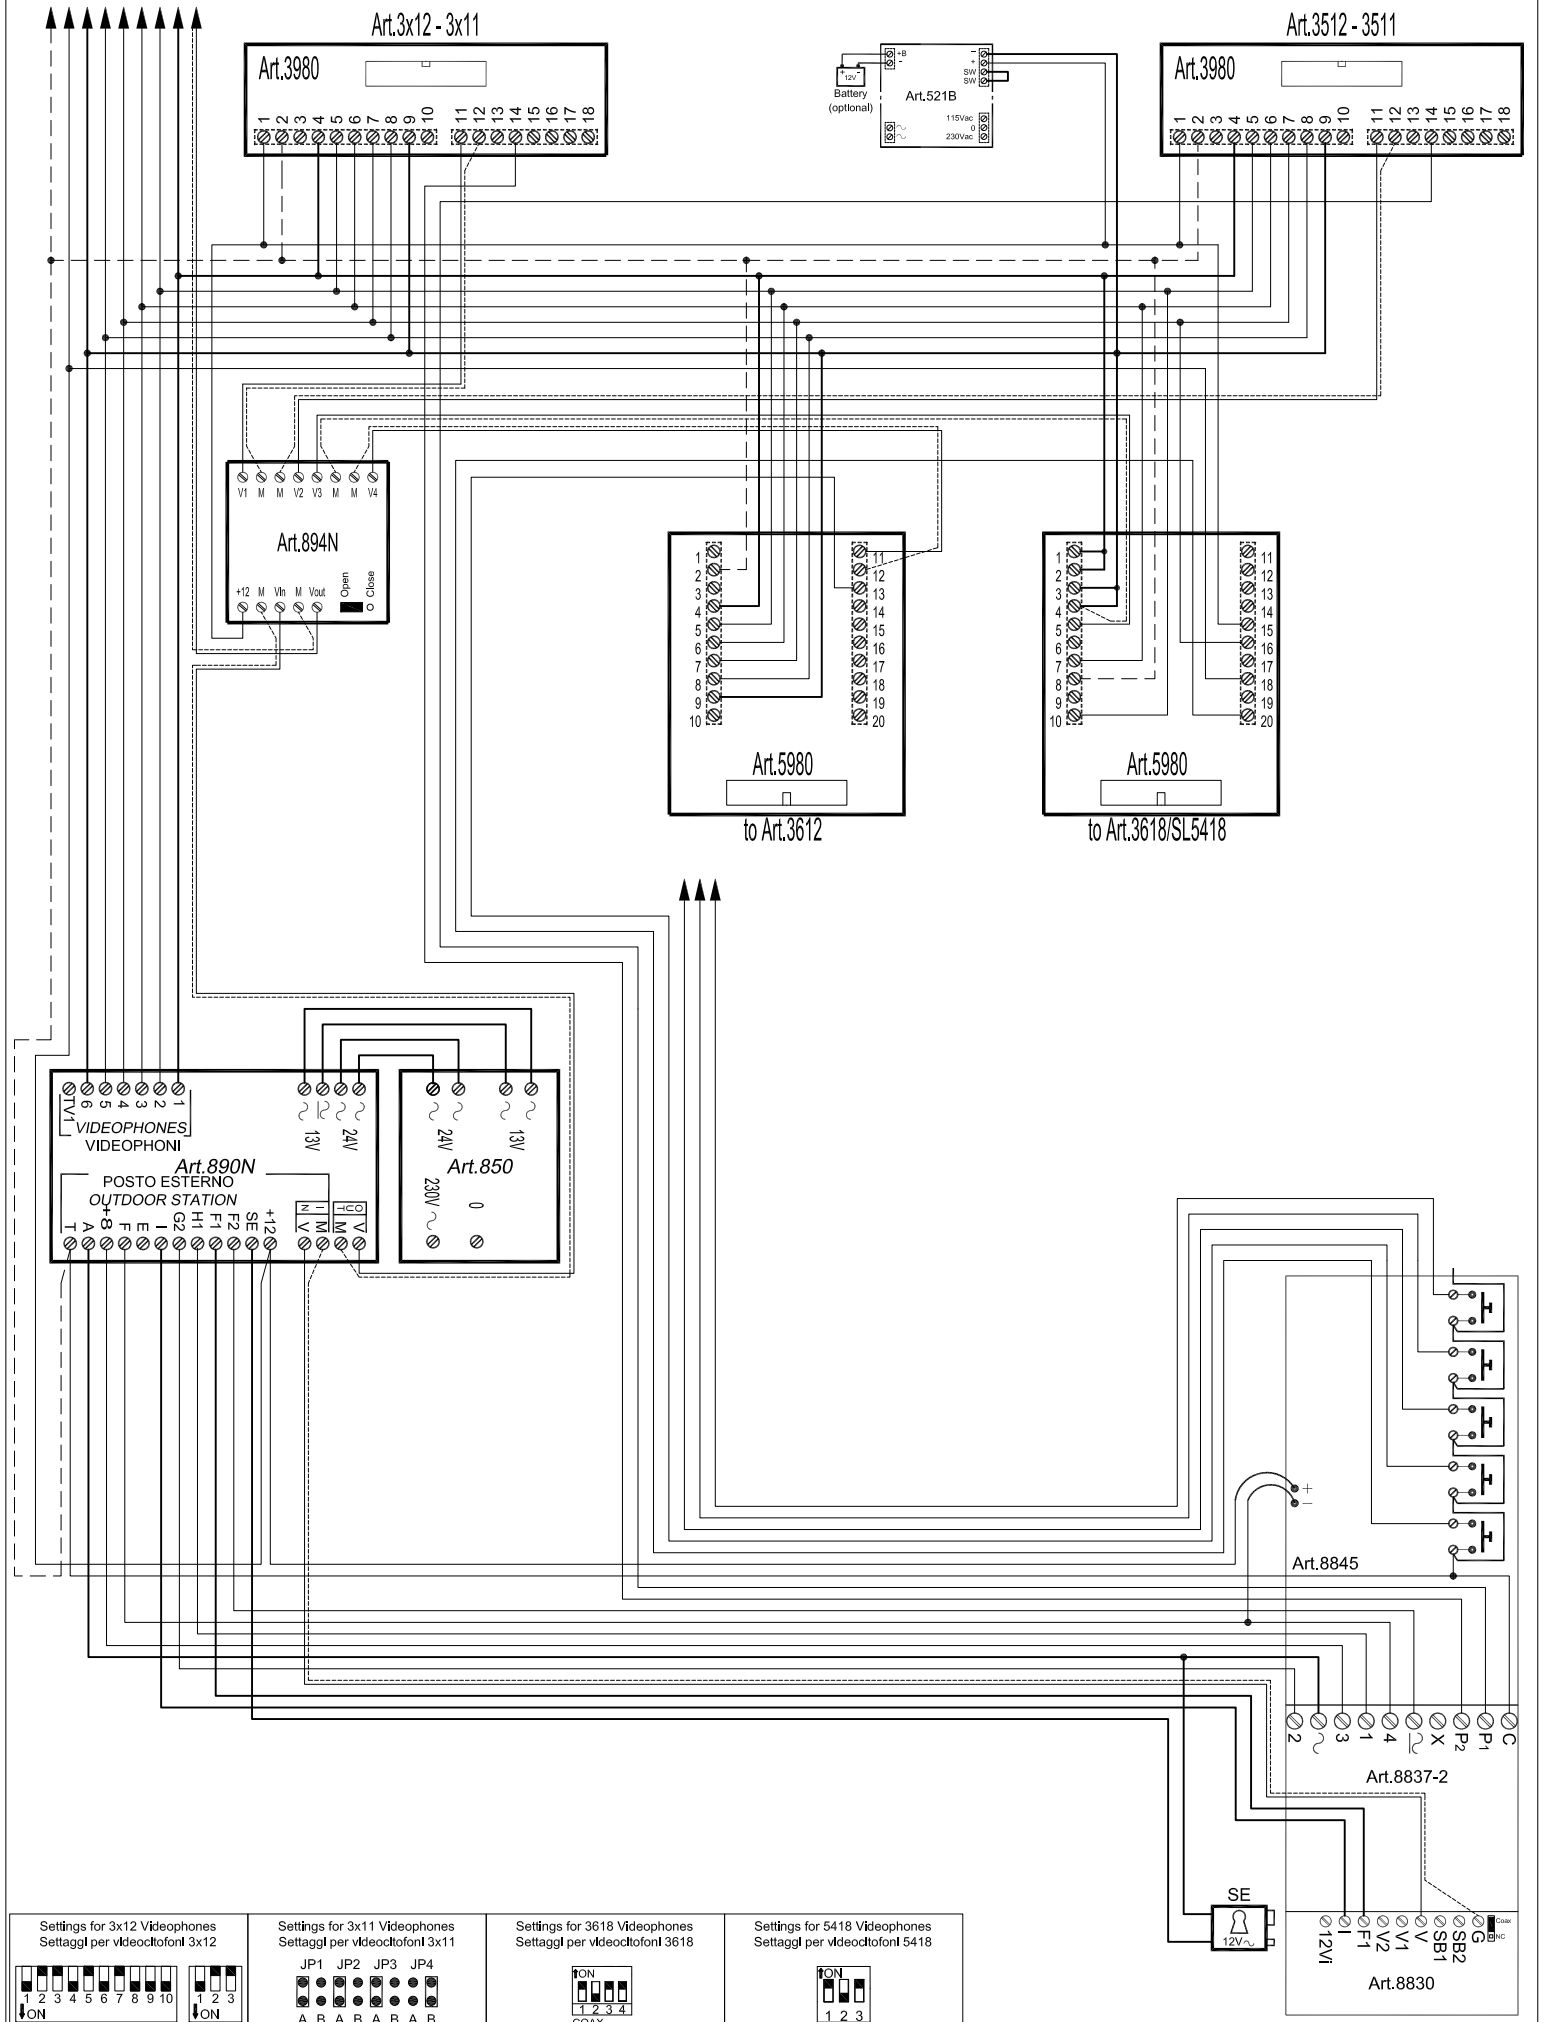 Art.3x12 - 3x11
Art.3512 - 3511
Art.3980
1 2 3 4 5 6 7 8 9 10 11 12 13 14 15 16 17 18
+B
-
12V
Battery
(optional)
Art.521B
-
+
SW
SW
115Vac
0
230Vac
Art.3980
1 2 3 4 5 6 7 8 9 10 11 12 13 14 15 16 17 18
V1 M M V2 V3 M M V4
Art.894N
+12 M Vin M Vout Open Close
1 2 3 4 5 6 7 8 9 10
11 12 13 14 15 16 17 18 19 20
Art.5980
to Art.3612
1 2 3 4 5 6 7 8 9 10
11 12 13 14 15 16 17 18 19 20
Art.5980
to Art.3618/SL5418
TV1 6 5 4 3 2 1
VIDEOPHONES
VIDEOPHONI
13V 24V
Art.890N
POSTO ESTERNO
OUTDOOR STATION
T A +8 F E I G2 H1 F1 F2 SE +12 V M M V
IN OUT
24V 13V
Art.850
230V 0
+
-
Art.8845
2 3 1 4 X P2 P1 C
Art.8837-2
SE
12V
12Vi I F1 V2 V1 V SB1 SB2 G
Coax
NC
Art.8830
Settings for 3x12 Videophones
Settaggi per videocitofoni 3x12
1 2 3 4 5 6 7 8 9 10
ON
1 2 3
ON
Settings for 3x11 Videophones
Settaggi per videocitofoni 3x11
JP1 JP2 JP3 JP4
A B A B A B A B
Settings for 3618 Videophones
Settaggi per videocitofoni 3618
ON
1 2 3 4
COAX
Settings for 5418 Videophones
Settaggi per videocitofoni 5418
ON
1 2 3